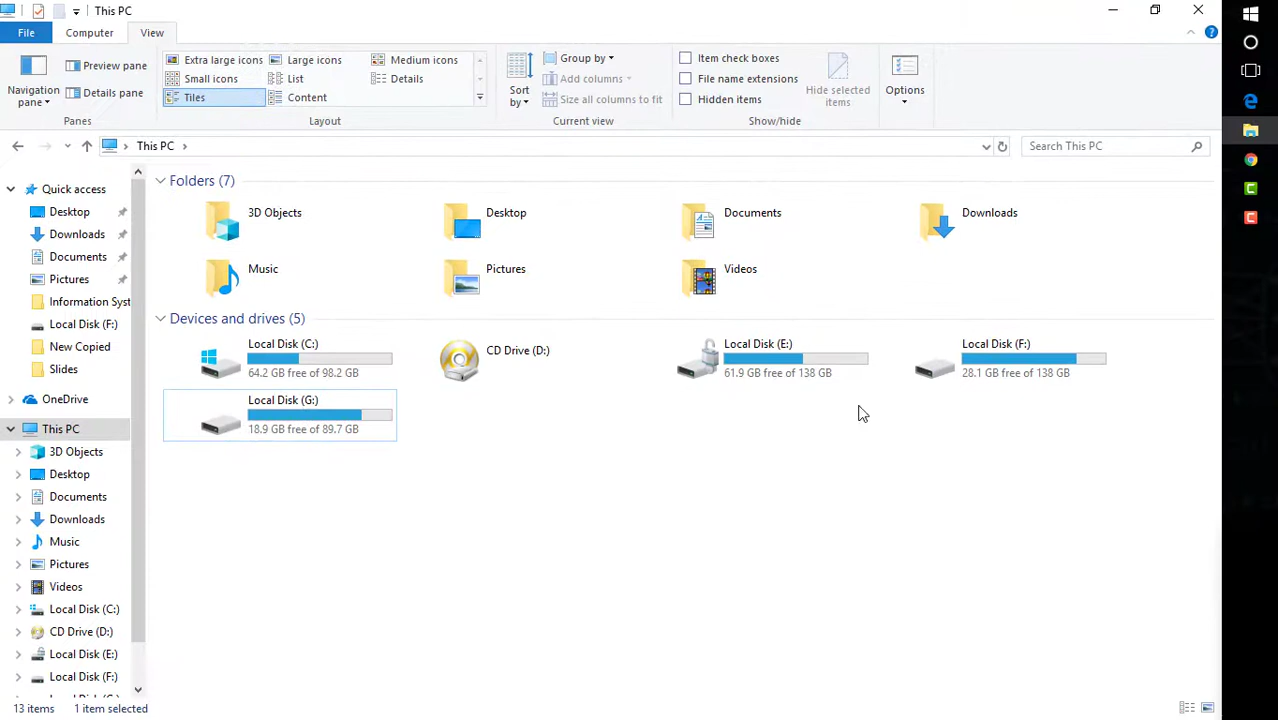 This PC
File
Computer
View
Navigation pane
Preview pane
Details pane
Panes
Extra large icons
Large icons
Medium icons
Small icons
List
Details
Tiles
Content
Layout
Sort by
Group by
Add columns
Size all columns to fit
Current view
Item check boxes
File name extensions
Hidden items
Hide selected items
Show/hide
Options
This PC
Search This PC
Quick access
Desktop
Downloads
Documents
Pictures
Information Syst
Local Disk (F:)
New Copied
Slides
OneDrive
This PC
3D Objects
Desktop
Documents
Downloads
Music
Pictures
Videos
Local Disk (C:)
CD Drive (D:)
Local Disk (E:)
Local Disk (F:)
Folders (7)
3D Objects
Desktop
Documents
Downloads
Music
Pictures
Videos
Devices and drives (5)
Local Disk (C:)
64.2 GB free of 98.2 GB
CD Drive (D:)
Local Disk (E:)
61.9 GB free of 138 GB
Local Disk (F:)
28.1 GB free of 138 GB
Local Disk (G:)
18.9 GB free of 89.7 GB
13 items
1 item selected